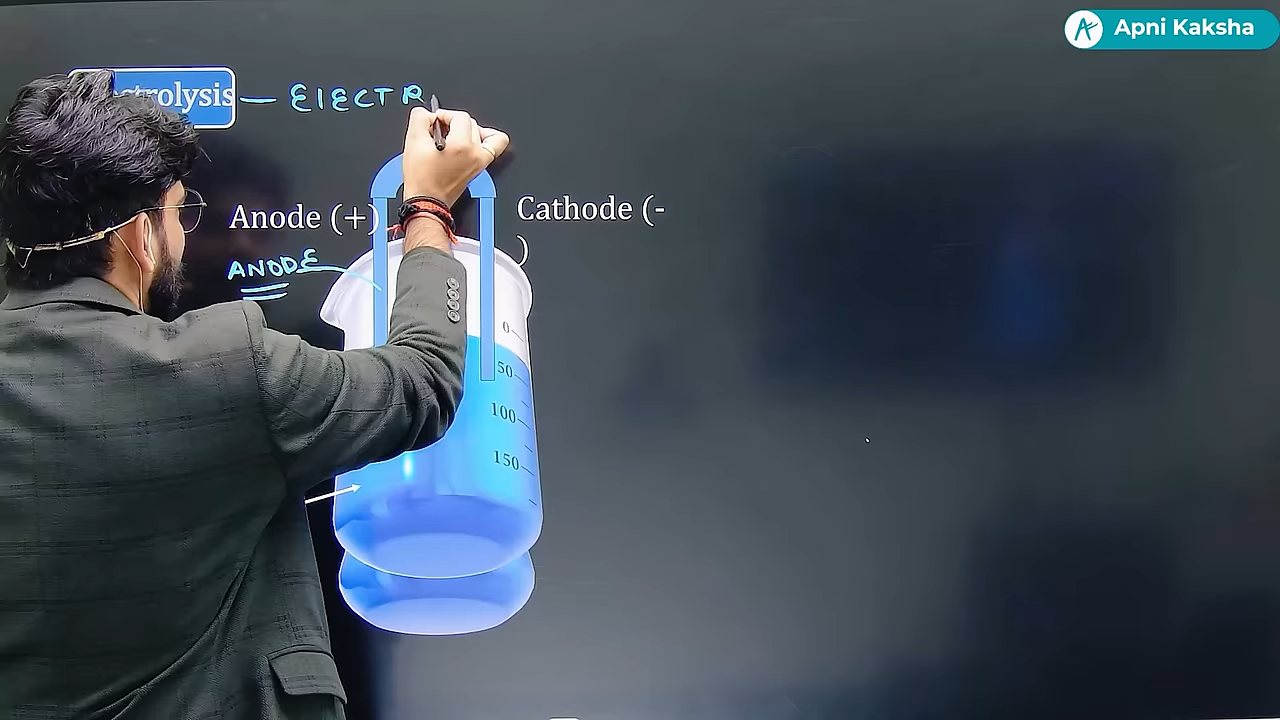 Apni Kaksha
trolysis — ELECTR
Anode (+)
Cathode (-
)
ANODE
0
50
100
150